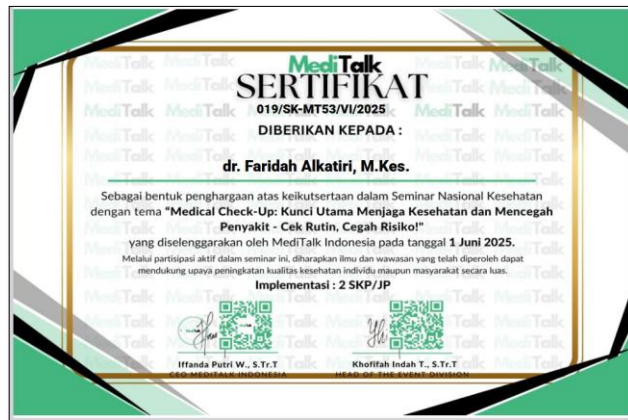 MediTalk
SERTIFIKAT
019/SK-MT53/VI/2025
DIBERIKAN KEPADA :
dr. Faridah Alkatiri, M.Kes.
Sebagai bentuk penghargaan atas keikutsertaan dalam Seminar Nasional Kesehatan
dengan tema "Medical Check-Up: Kunci Utama Menjaga Kesehatan dan Mencegah
Penyakit - Cek Rutin, Cegah Risiko!"
yang diselenggarakan oleh MediTalk Indonesia pada tanggal 1 Juni 2025.
Melalui partisipasi aktif dalam seminar ini, diharapkan ilmu dan wawasan yang telah diperoleh dapat
mendukung upaya peningkatan kualitas kesehatan individu maupun masyarakat secara luas.
Implementasi : 2 SKP/JP
Iffanda Putri W., S.Tr.T
CEO MEDITALK INDONESIA
Khofifah Indah T., S.Tr.T
HEAD OF THE EVENT DIVISION